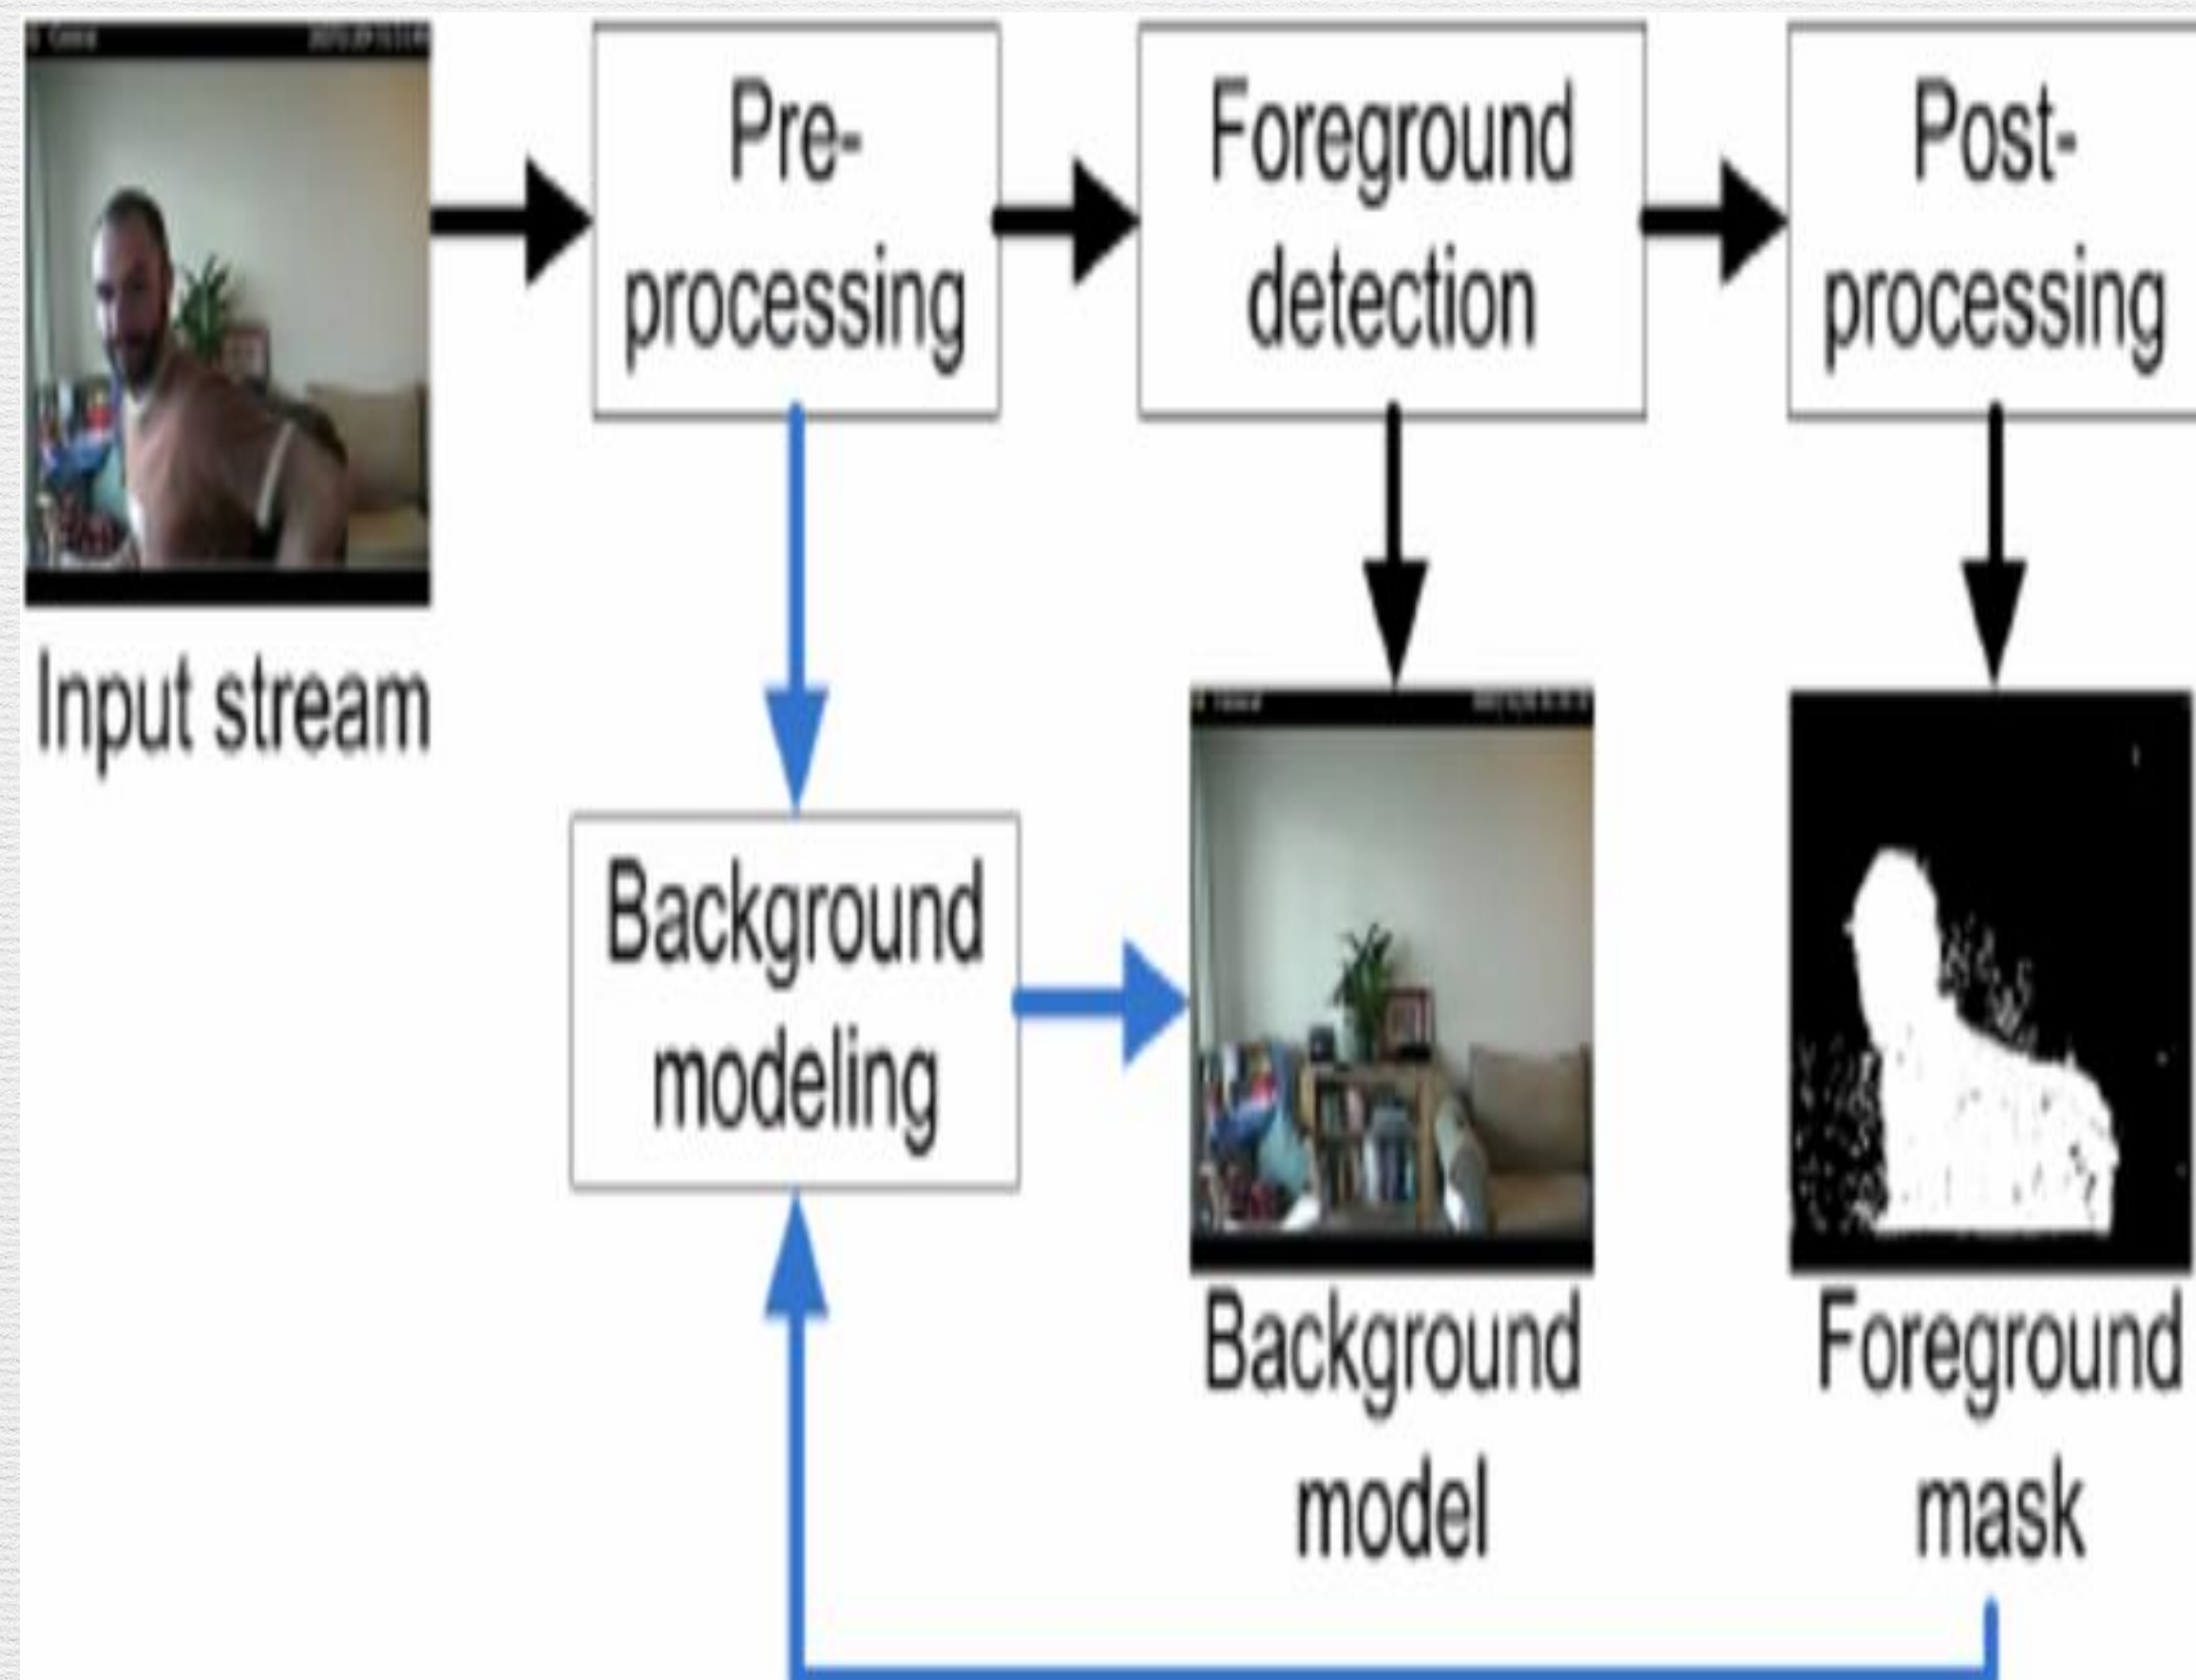 Pre-
processing
Foreground
detection
Post-
processing
Input stream
Background
modeling
Background
model
Foreground
mask